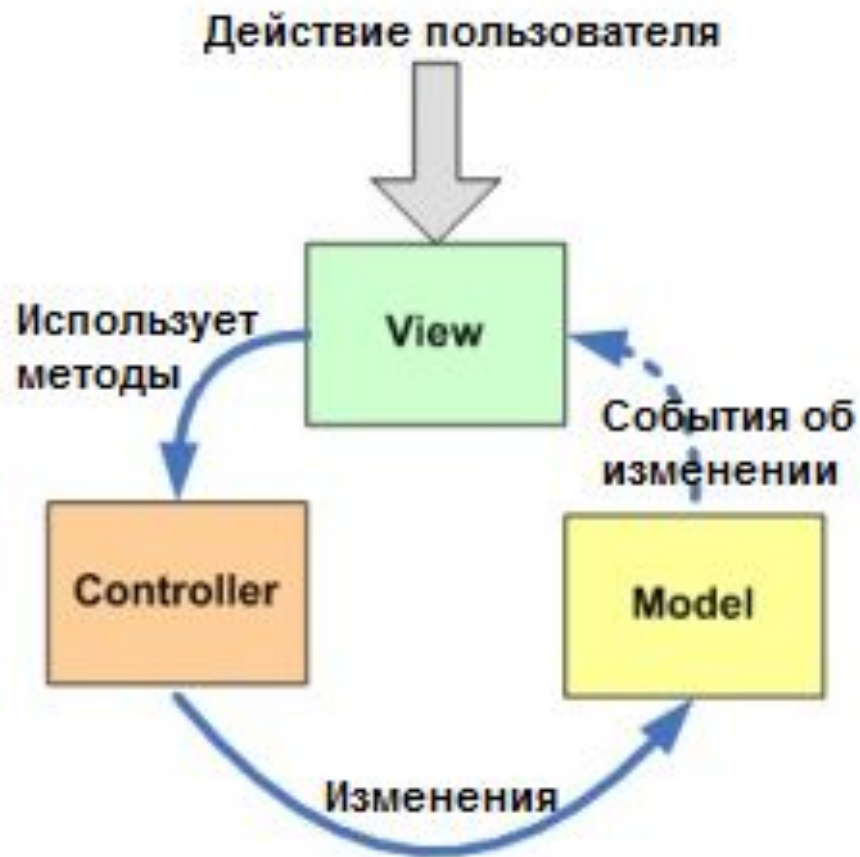 Действие пользователя
View
Использует
методы
События об
изменении
Controller
Model
Изменения